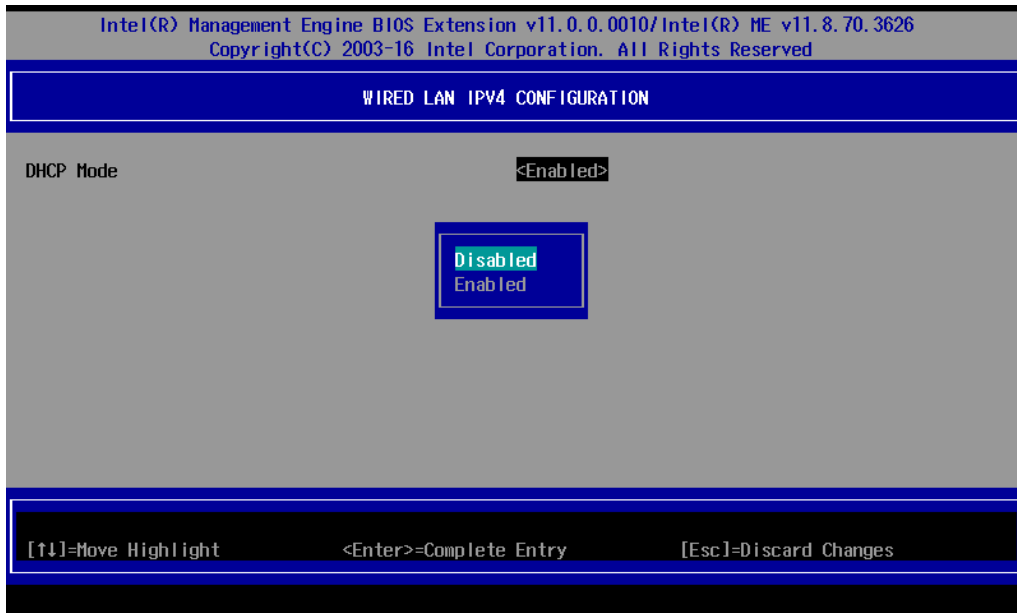 Intel(R) Management Engine BIOS Extension v11.0.0.0010/Intel(R) ME v11.8.70.3626
Copyright(C) 2003-16 Intel Corporation. All Rights Reserved
WIRED LAN IPV4 CONFIGURATION
DHCP Mode <Enabled>
Disabled
Enabled
[↑↓]=Move Highlight <Enter>=Complete Entry [Esc]=Discard Changes